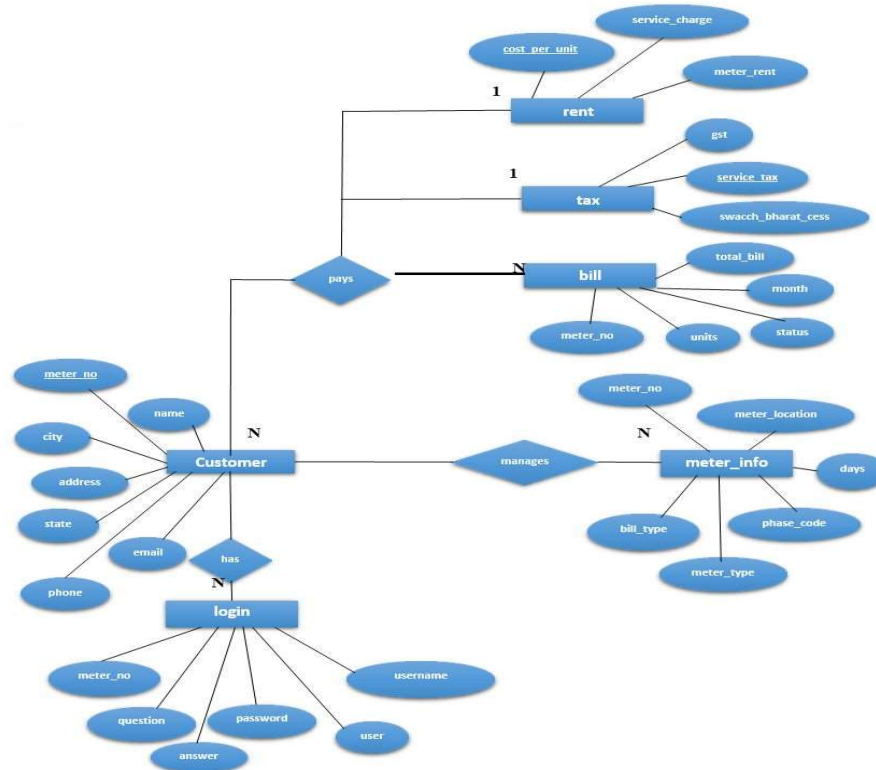 service_charge
cost_per_unit
meter_rent
1
rent
gst
1
service_tax
tax
swacch_bharat_cess
total_bill
N
bill
pays
month
meter_no
units
status
meter_no
name
meter_no
meter_location
city
N
N
Customer
manages
meter_info
days
address
state
email
bill_type
phase_code
has
meter_type
phone
N
login
meter_no
username
question
password
user
answer